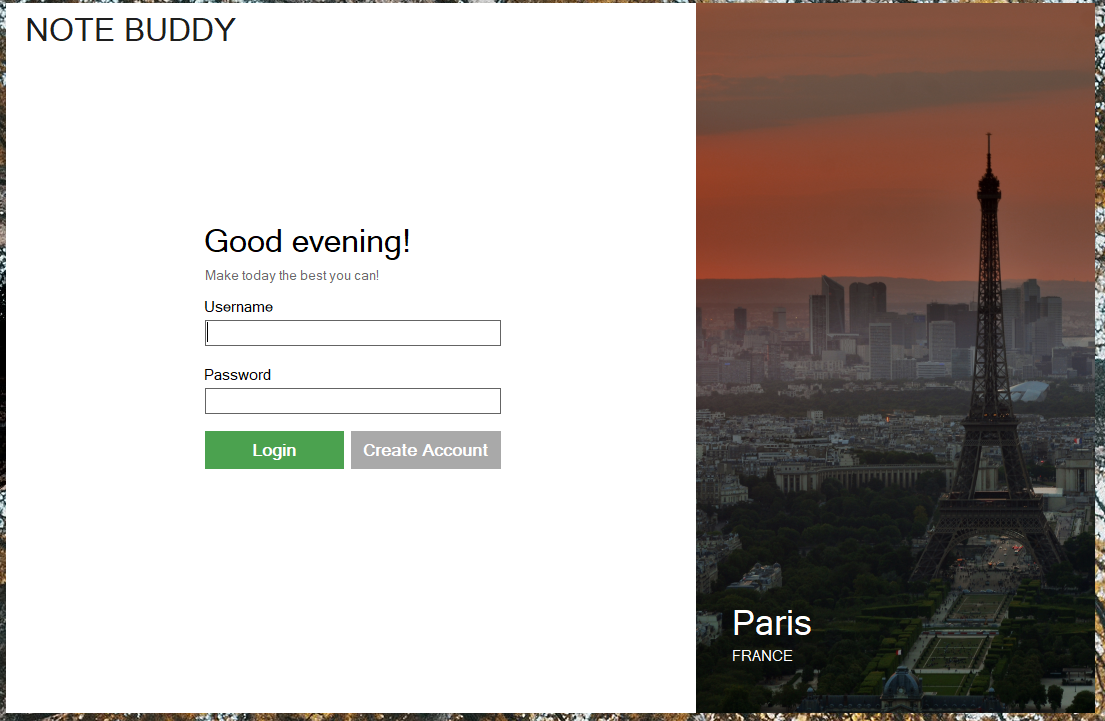 NOTE BUDDY
Good evening!
Make today the best you can!
Username
Password
Login
Create Account
Paris
FRANCE